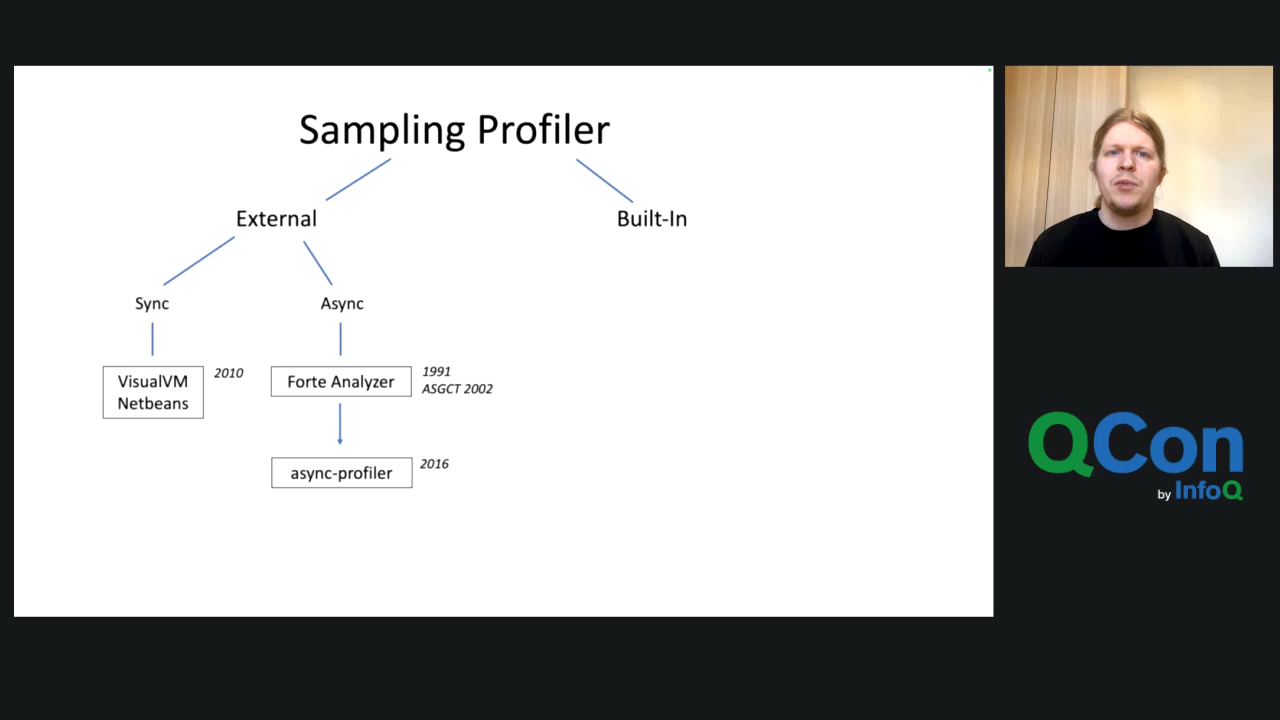 Sampling Profiler
External
Built-In
Sync
Async
VisualVM
Netbeans
2010
Forte Analyzer
1991
ASGCT 2002
async-profiler
2016
QCon
by InfoQ